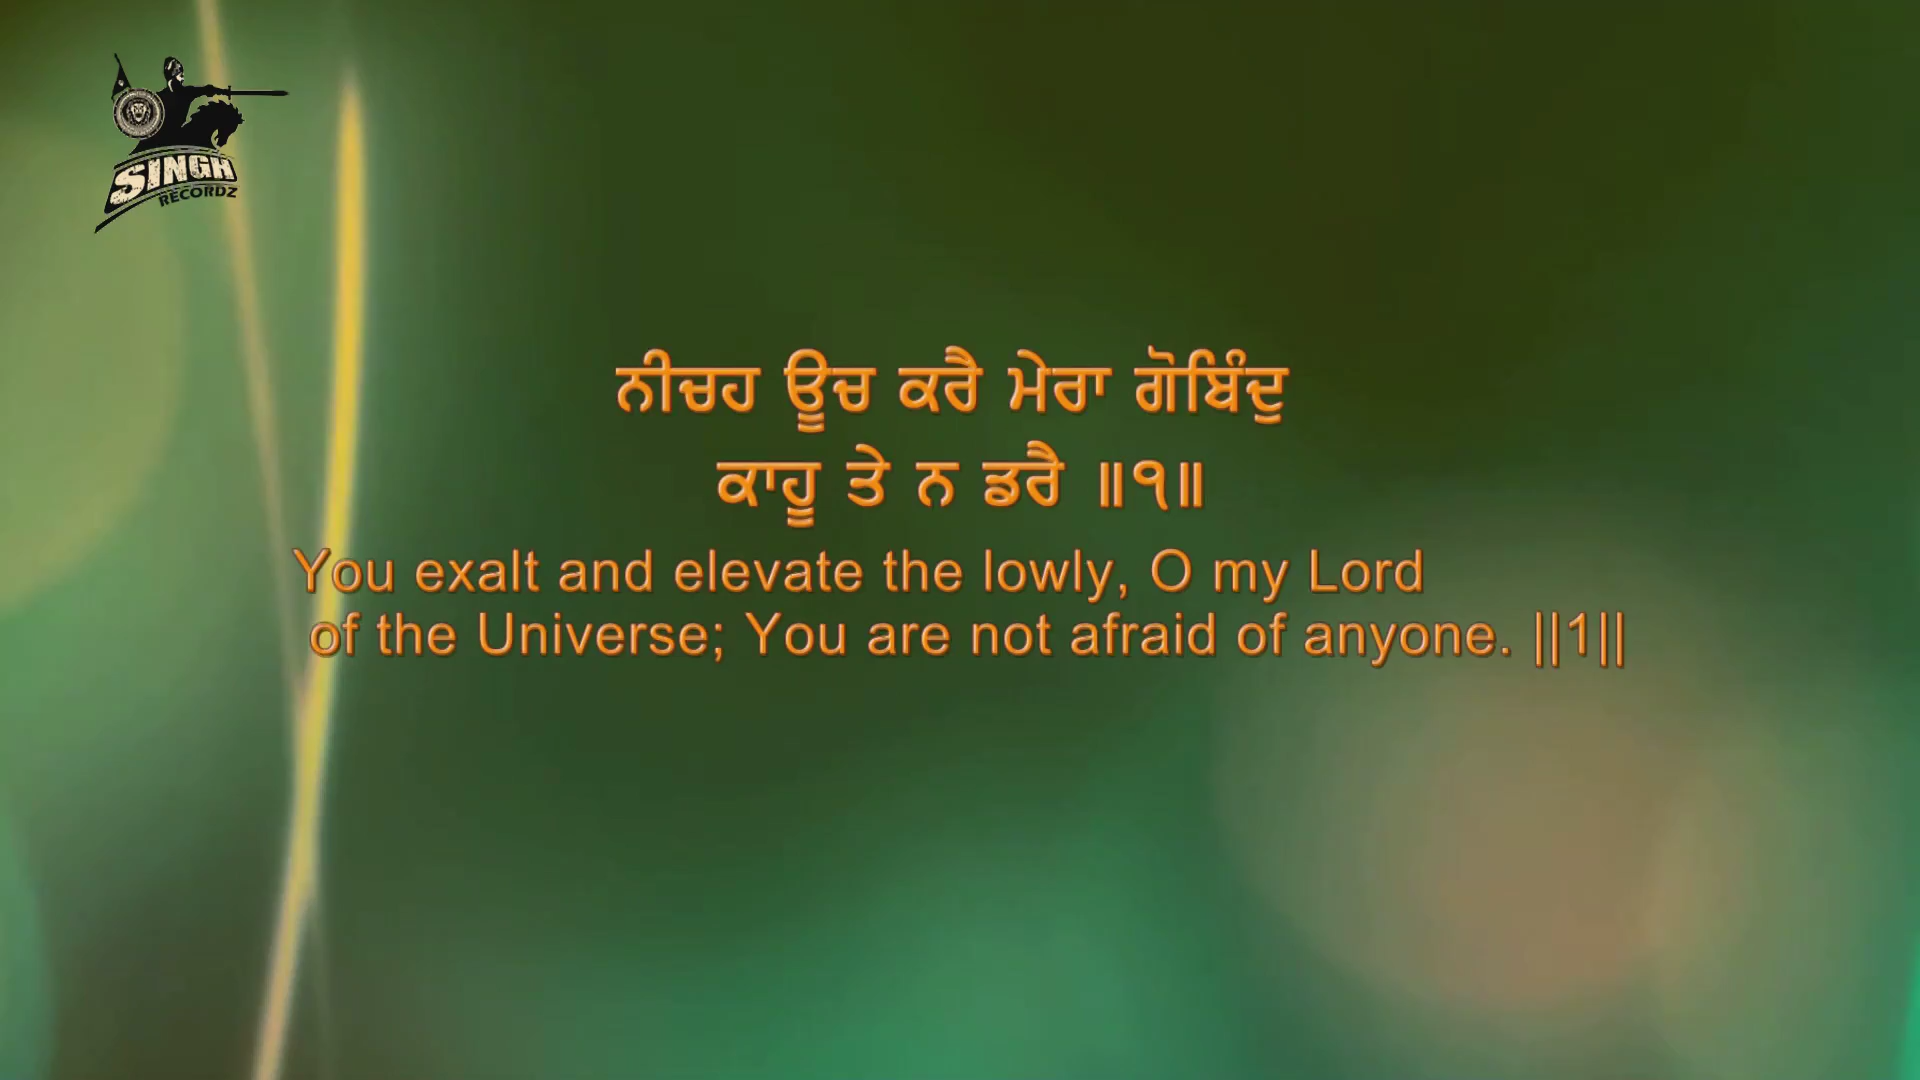 SINGH
RECORDZ
ਨੀਚਹ ਊਚ ਕਰੈ ਮੇਰਾ ਗੋਬਿੰਦੁ
ਕਾਹੂ ਤੇ ਨ ਡਰੈ ॥੧॥
You exalt and elevate the lowly, O my Lord
of the Universe; You are not afraid of anyone. ||1||